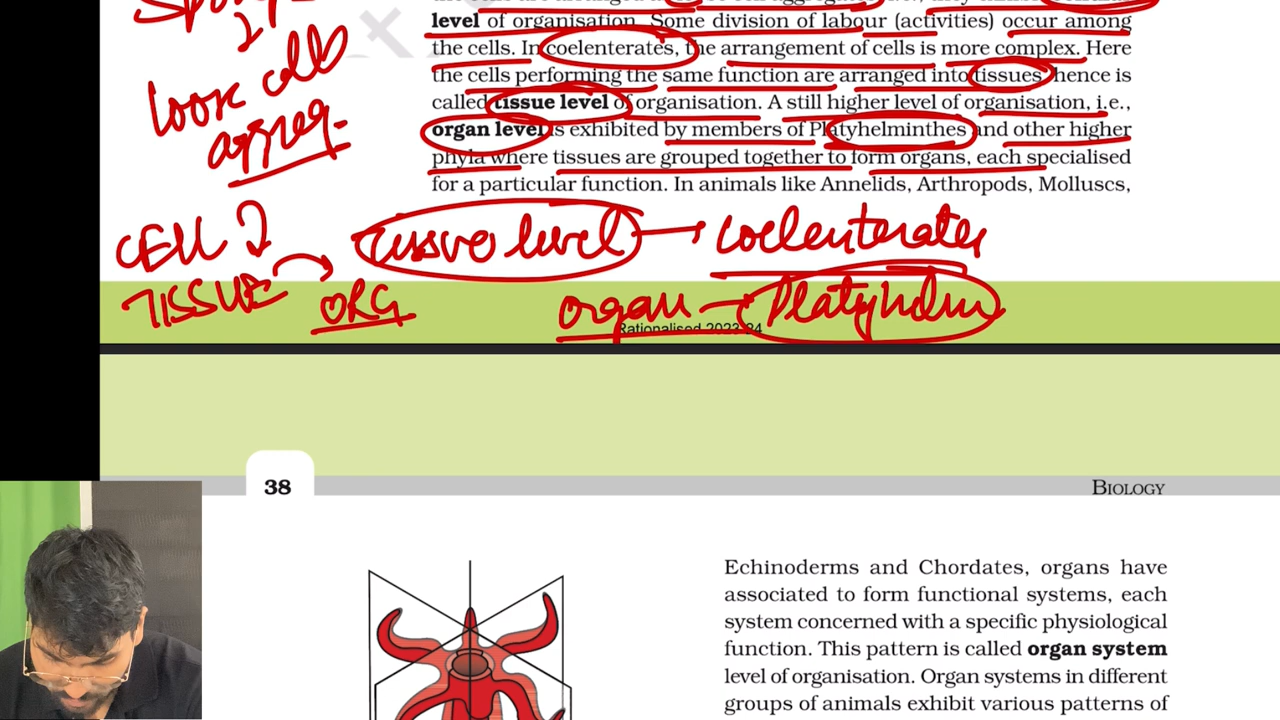 level of organisation. Some division of labour (activities) occur among
the cells. In coelenterates, the arrangement of cells is more complex. Here
the cells performing the same function are arranged into tissues, hence is
called tissue level of organisation. A still higher level of organisation, i.e.,
organ level is exhibited by members of Platyhelminthes and other higher
phyla where tissues are grouped together to form organs, each specialised
for a particular function. In animals like Annelids, Arthropods, Molluscs,
loose cell
aggreg.
CELL
TISSUE
ORG
Tissue level → coelenterates
organ → Platyhelm
Rationalised 2023-24
38
BIOLOGY
Echinoderms and Chordates, organs have
associated to form functional systems, each
system concerned with a specific physiological
function. This pattern is called organ system
level of organisation. Organ systems in different
groups of animals exhibit various patterns of